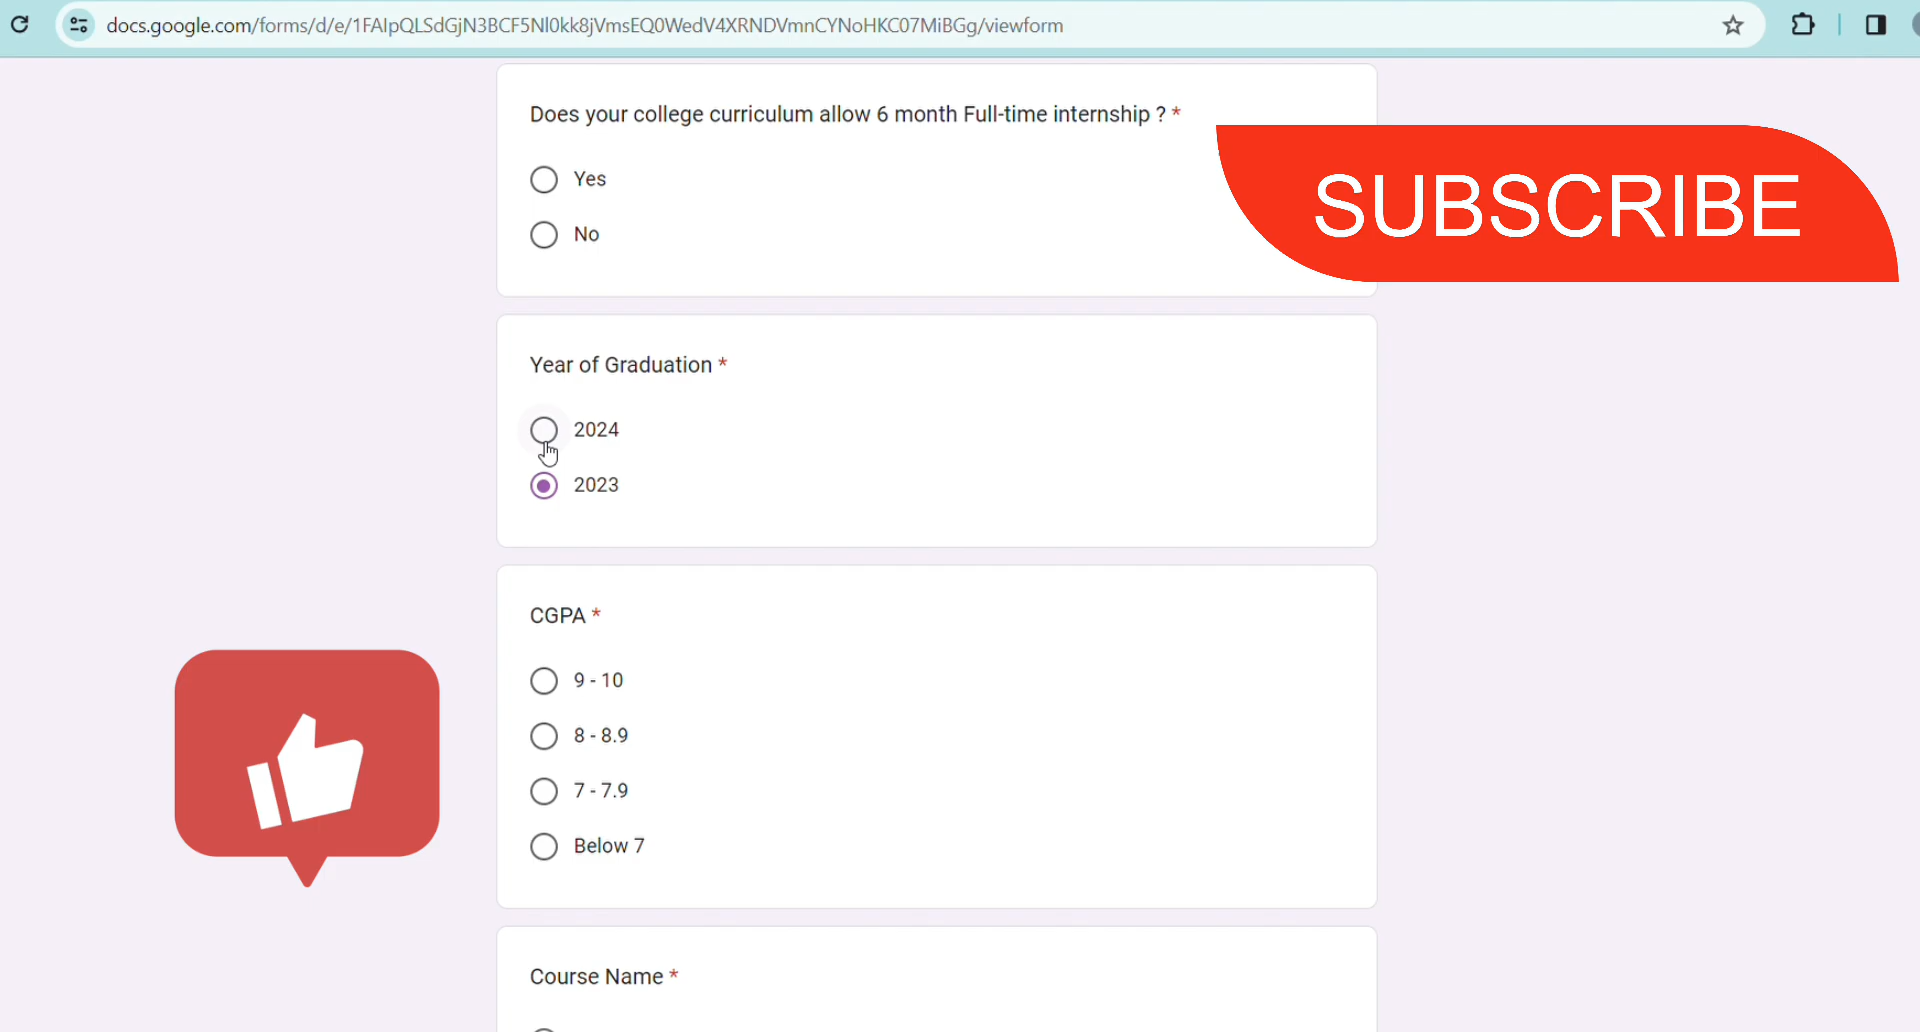 docs.google.com/forms/d/e/1FAIpQLSdGjN3BCF5Nl0kk8jVmsEQ0WedV4XRNDVmnCYNoHKC07MiBGg/viewform
Does your college curriculum allow 6 month Full-time internship ? *
Yes
No
SUBSCRIBE
Year of Graduation *
2024
2023
CGPA *
9 - 10
8 - 8.9
7 - 7.9
Below 7
Course Name *